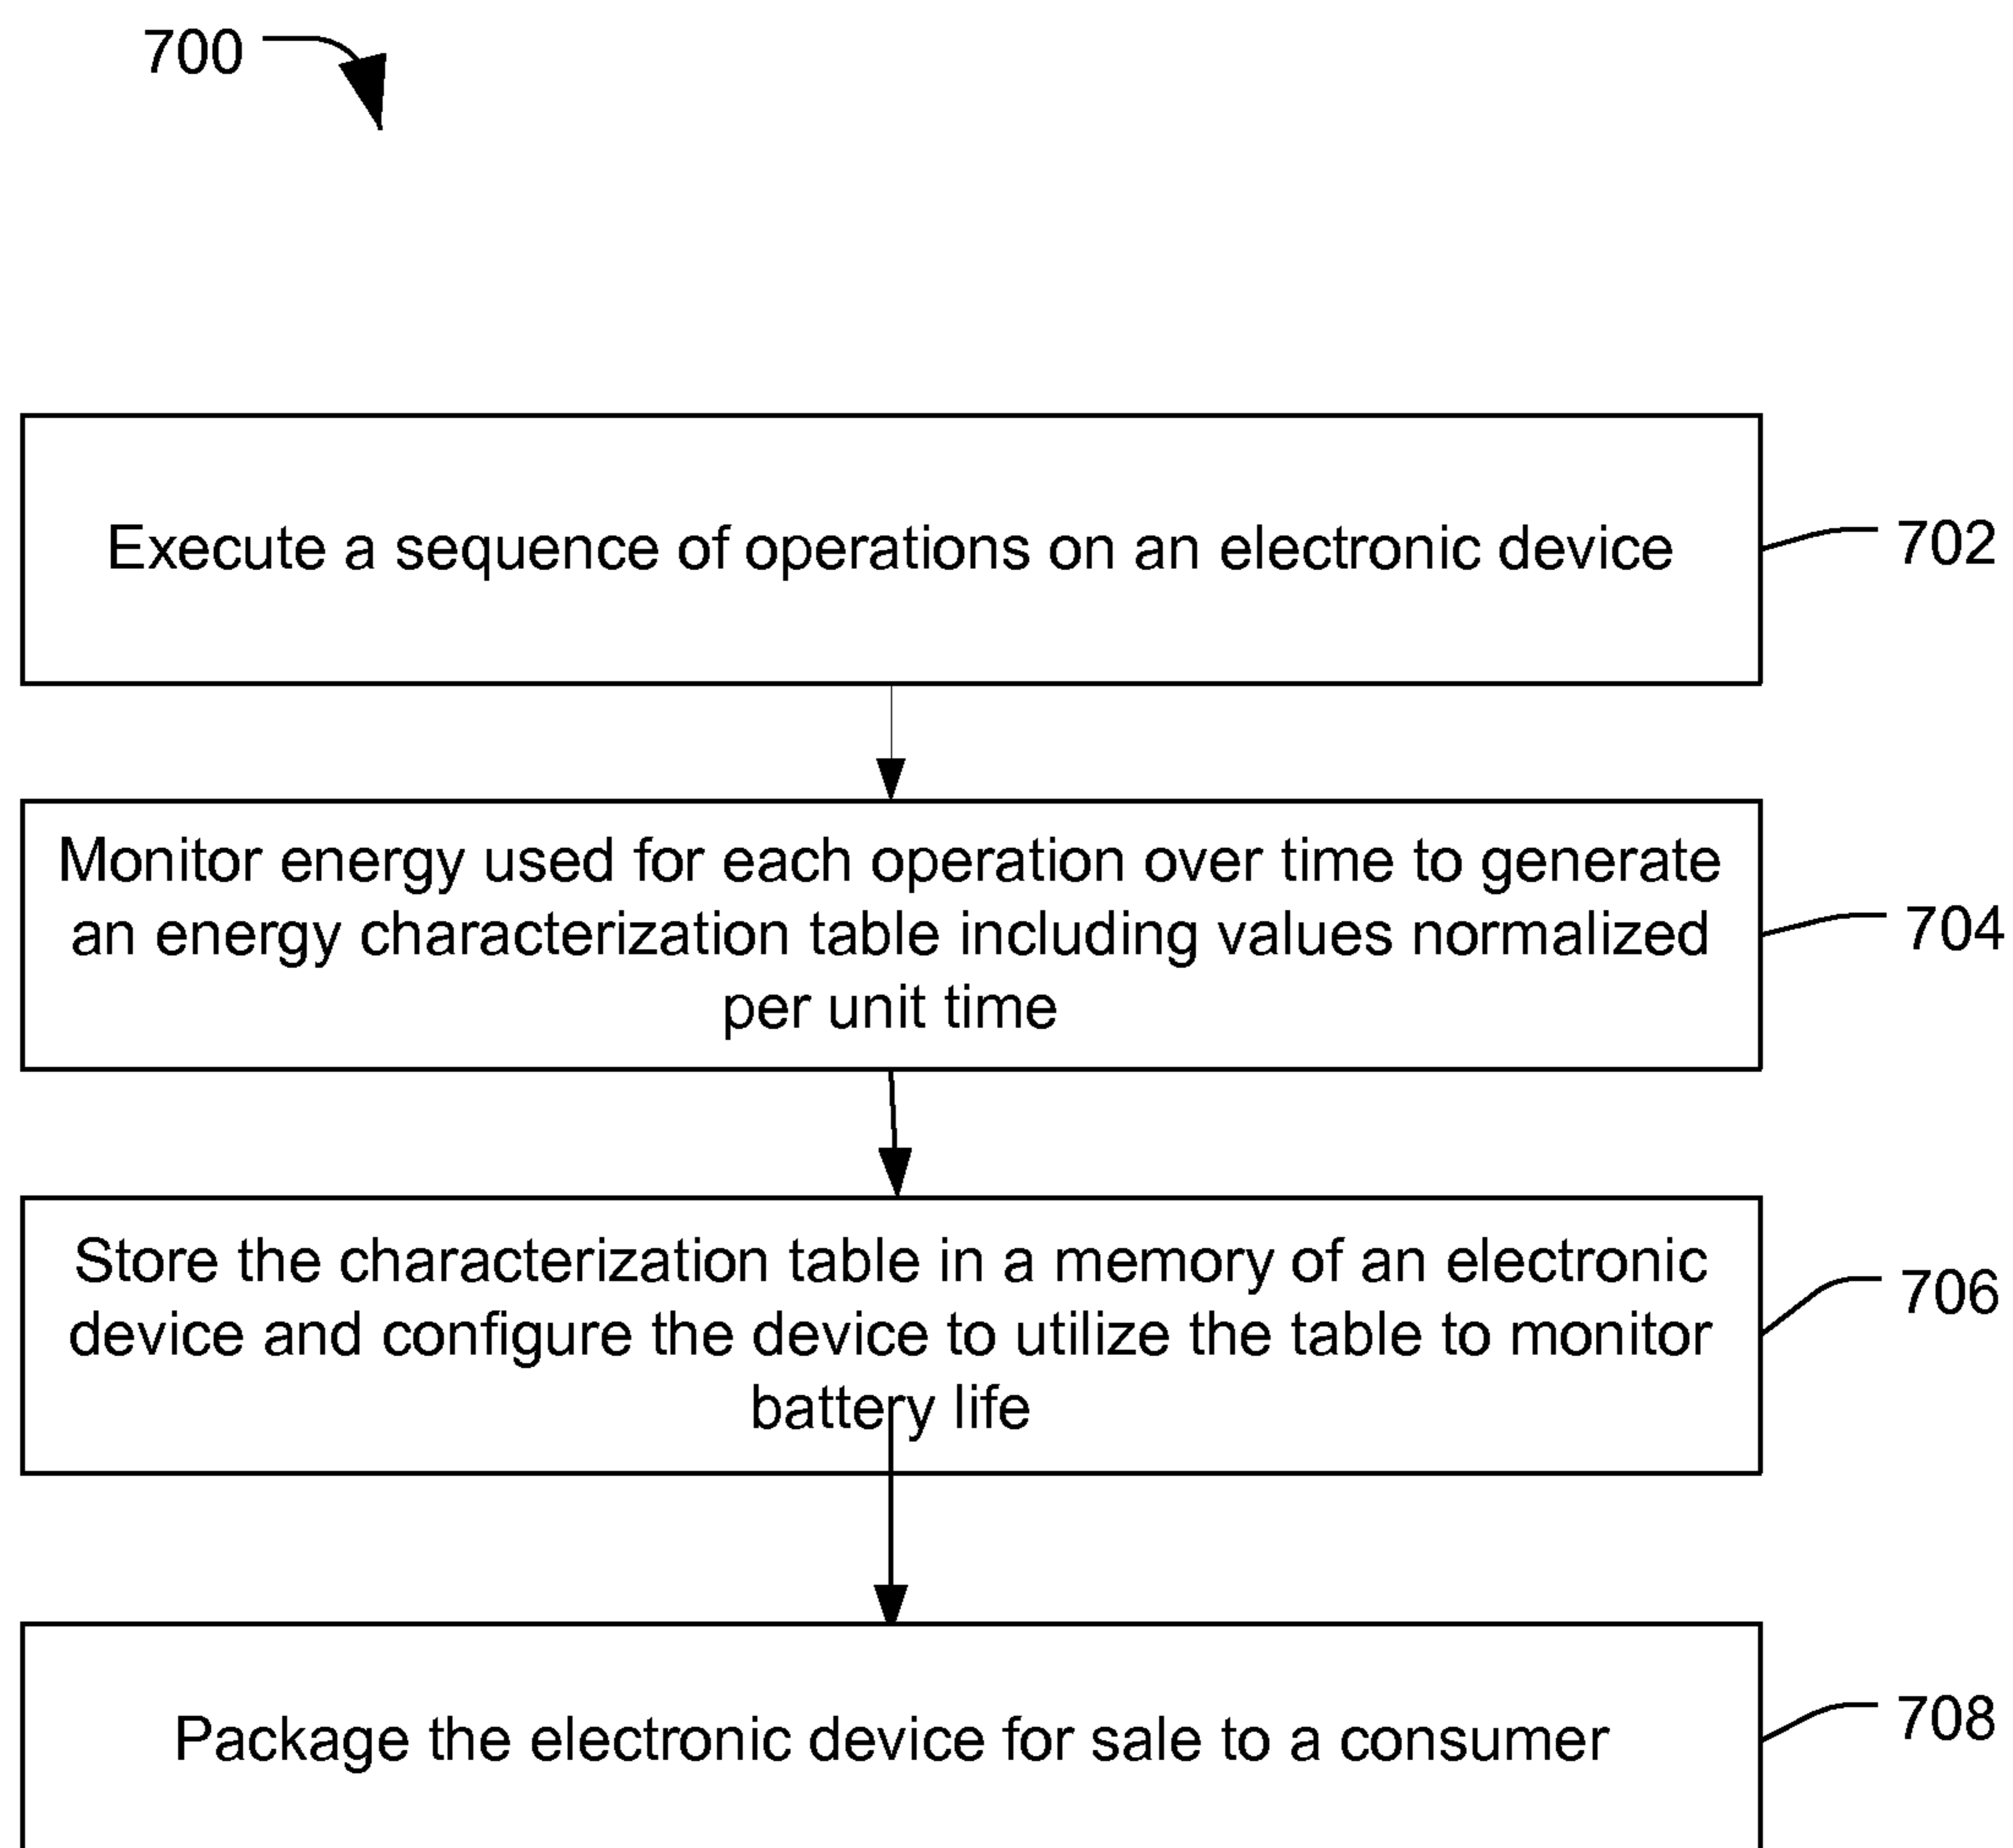 700
Execute a sequence of operations on an electronic device
702
Monitor energy used for each operation over time to generate
an energy characterization table including values normalized
per unit time
704
Store the characterization table in a memory of an electronic
device and configure the device to utilize the table to monitor
battery life
706
Package the electronic device for sale to a consumer
708